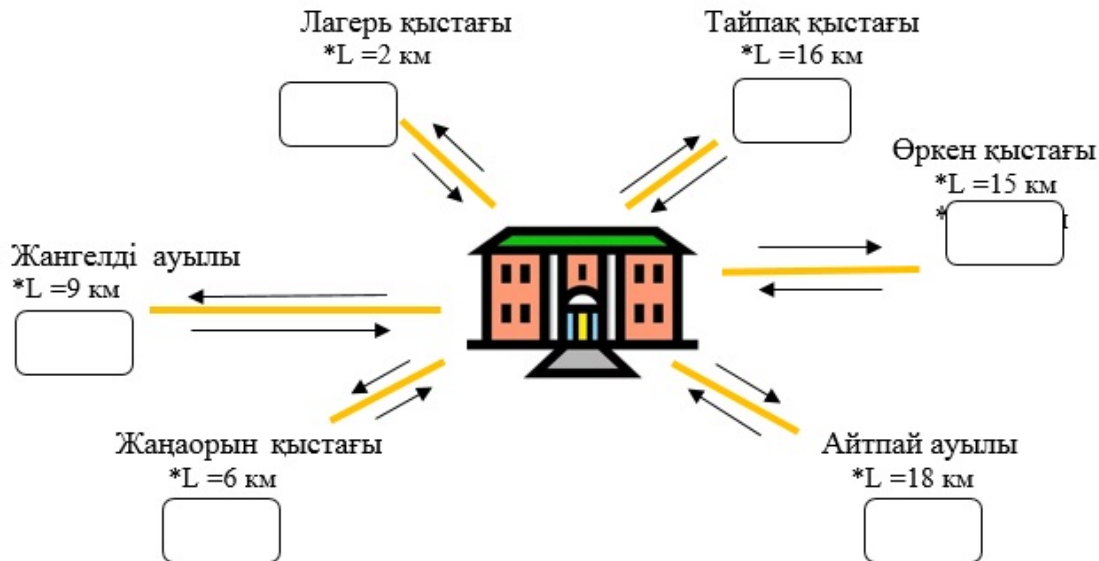 Лагерь қыстағы
*L =2 км
Тайпақ қыстағы
*L =16 км
Өркен қыстағы
*L =15 км
Жангелді ауылы
*L =9 км
Жаңаорын қыстағы
*L =6 км
Айтпай ауылы
*L =18 км